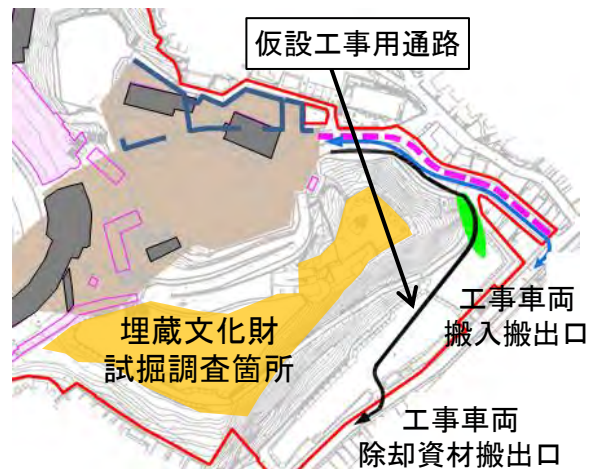 仮設工事用通路
埋蔵文化財
試掘調査箇所
工事車両
搬入搬出口
工事車両
除却資材搬出口